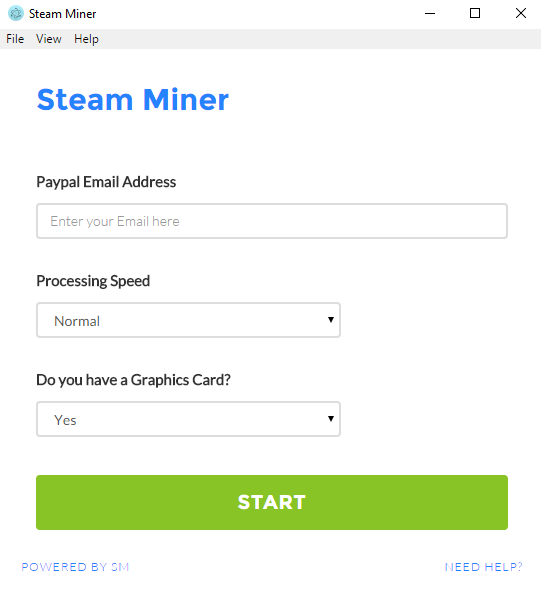 Steam Miner
File View Help
Steam Miner
Paypal Email Address
Enter your Email here
Processing Speed
Normal
Do you have a Graphics Card?
Yes
START
POWERED BY SM NEED HELP?